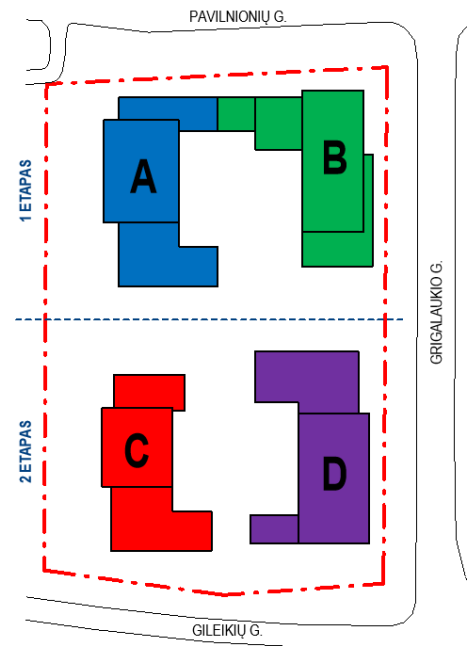 PAVILNIONIŲ G.
1 ETAPAS
A
B
GRIGALAUKIO G.
2 ETAPAS
C
D
GILEIKIŲ G.